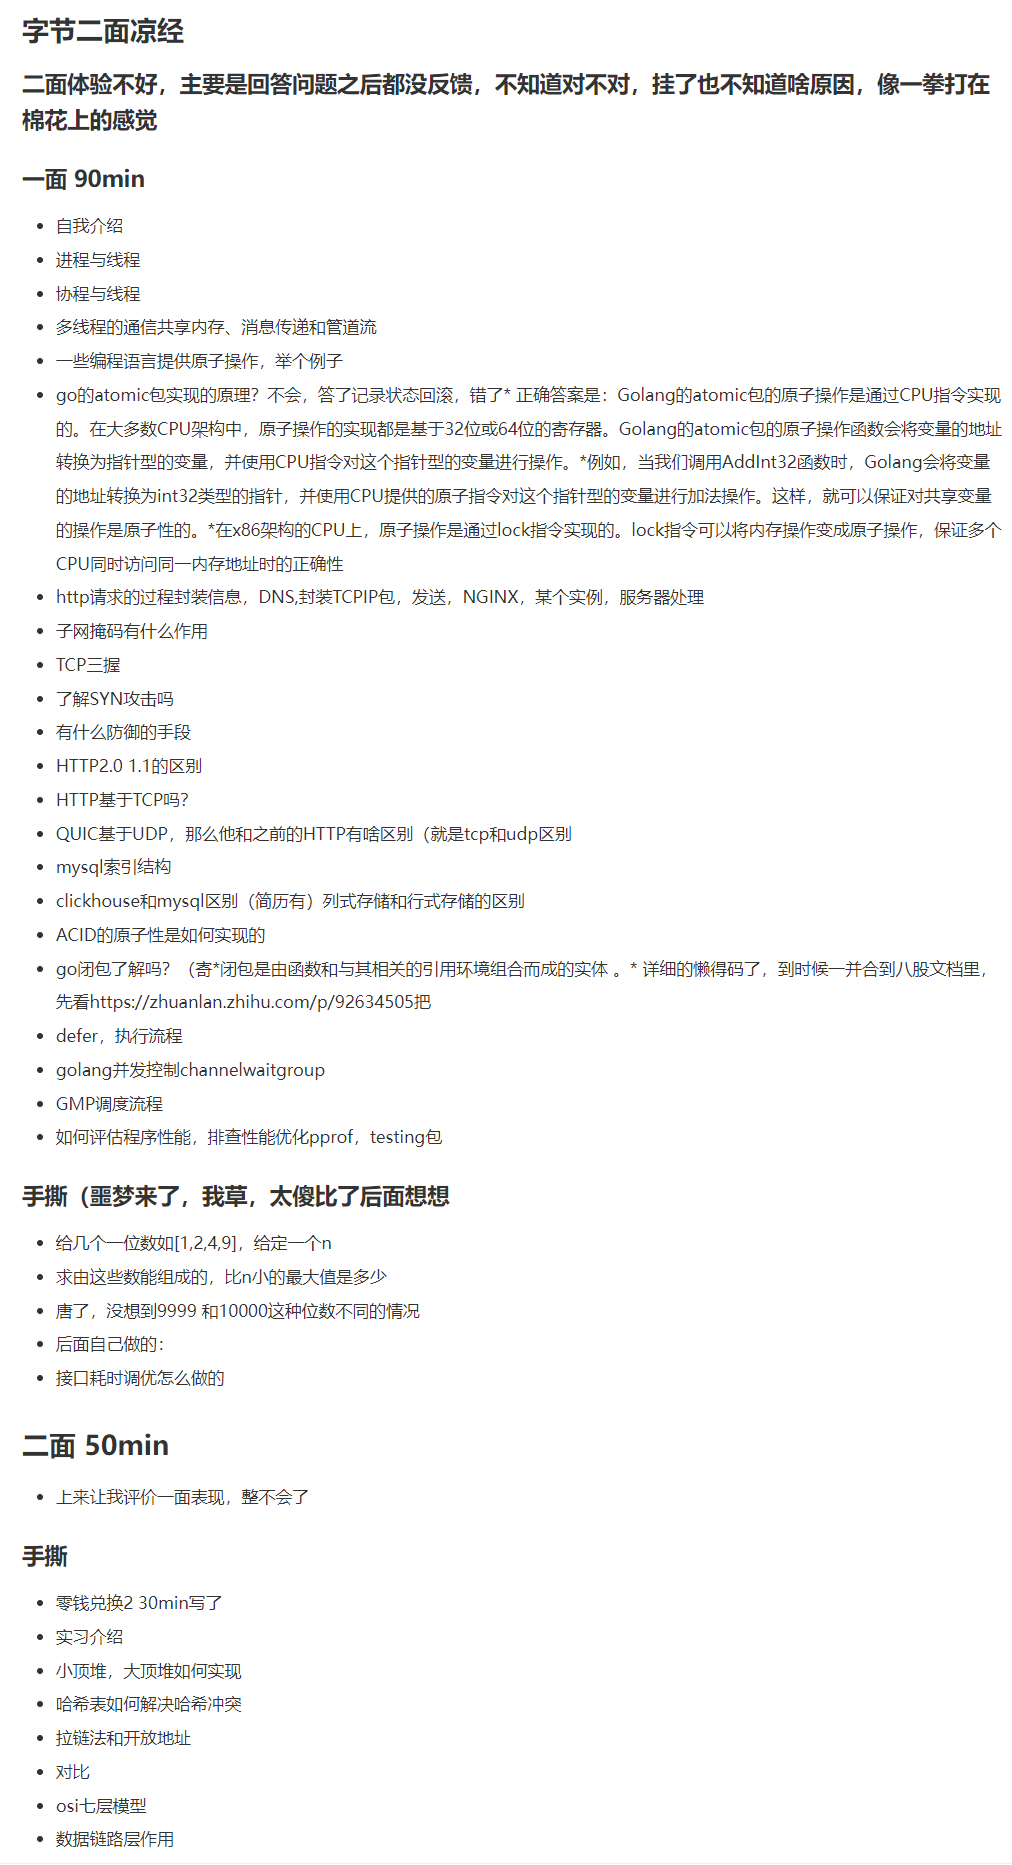 字节二面凉经
二面体验不好，主要是回答问题之后都没反馈，不知道对不对，挂了也不知道啥原因，像一拳打在
棉花上的感觉
一面 90min
自我介绍
进程与线程
协程与线程
多线程的通信共享内存、消息传递和管道流
一些编程语言提供原子操作，举个例子
go的atomic包实现的原理？不会，答了记录状态回滚，错了* 正确答案是：Golang的atomic包的原子操作是通过CPU指令实现
的。在大多数CPU架构中，原子操作的实现都是基于32位或64位的寄存器。Golang的atomic包的原子操作函数会将变量的地址
转换为指针型的变量，并使用CPU指令对这个指针型的变量进行操作。*例如，当我们调用AddInt32函数时，Golang会将变量
的地址转换为int32类型的指针，并使用CPU提供的原子指令对这个指针型的变量进行加法操作。这样，就可以保证对共享变量
的操作是原子性的。*在x86架构的CPU上，原子操作是通过lock指令实现的。lock指令可以将内存操作变成原子操作，保证多个
CPU同时访问同一内存地址时的正确性
http请求的过程封装信息，DNS,封装TCPIP包，发送，NGINX，某个实例，服务器处理
子网掩码有什么作用
TCP三握
了解SYN攻击吗
有什么防御的手段
HTTP2.0 1.1的区别
HTTP基于TCP吗？
QUIC基于UDP，那么他和之前的HTTP有啥区别（就是tcp和udp区别
mysql索引结构
clickhouse和mysql区别（简历有）列式存储和行式存储的区别
ACID的原子性是如何实现的
go闭包了解吗？（寄*闭包是由函数和与其相关的引用环境组合而成的实体 。* 详细的懒得码了，到时候一并合到八股文档里，
先看https://zhuanlan.zhihu.com/p/92634505把
defer，执行流程
golang并发控制channelwaitgroup
GMP调度流程
如何评估程序性能，排查性能优化pprof，testing包
手撕（噩梦来了，我草，太傻比了后面想想
给几个一位数如[1,2,4,9]，给定一个n
求由这些数能组成的，比n小的最大值是多少
唐了，没想到9999 和10000这种位数不同的情况
后面自己做的：
接口耗时调优怎么做的
二面 50min
上来让我评价一面表现，整不会了
手撕
零钱兑换2 30min写了
实习介绍
小顶堆，大顶堆如何实现
哈希表如何解决哈希冲突
拉链法和开放地址
对比
osi七层模型
数据链路层作用